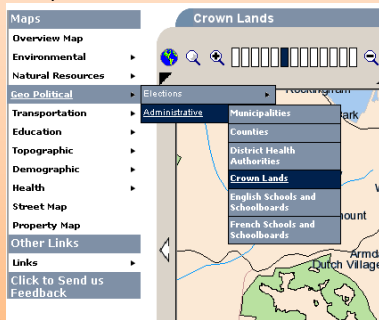 Maps
Crown Lands
Overview Map
Environmental
Natural Resources
Geo Political
Elections
Transportation
Administrative
Municipalities
Education
Counties
Topographic
District Health
Authorities
Demographic
Crown Lands
Health
English Schools and
Schoolboards
Street Map
Property Map
French Schools and
Schoolboards
Other Links
Links
Click to Send us
Feedback
Rockingham
Park
ount
Armd
Dutch Village